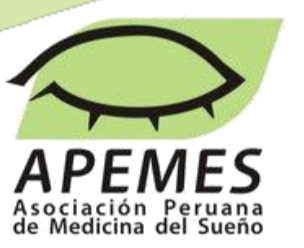 APEMES
Asociación Peruana
de Medicina del Sueño